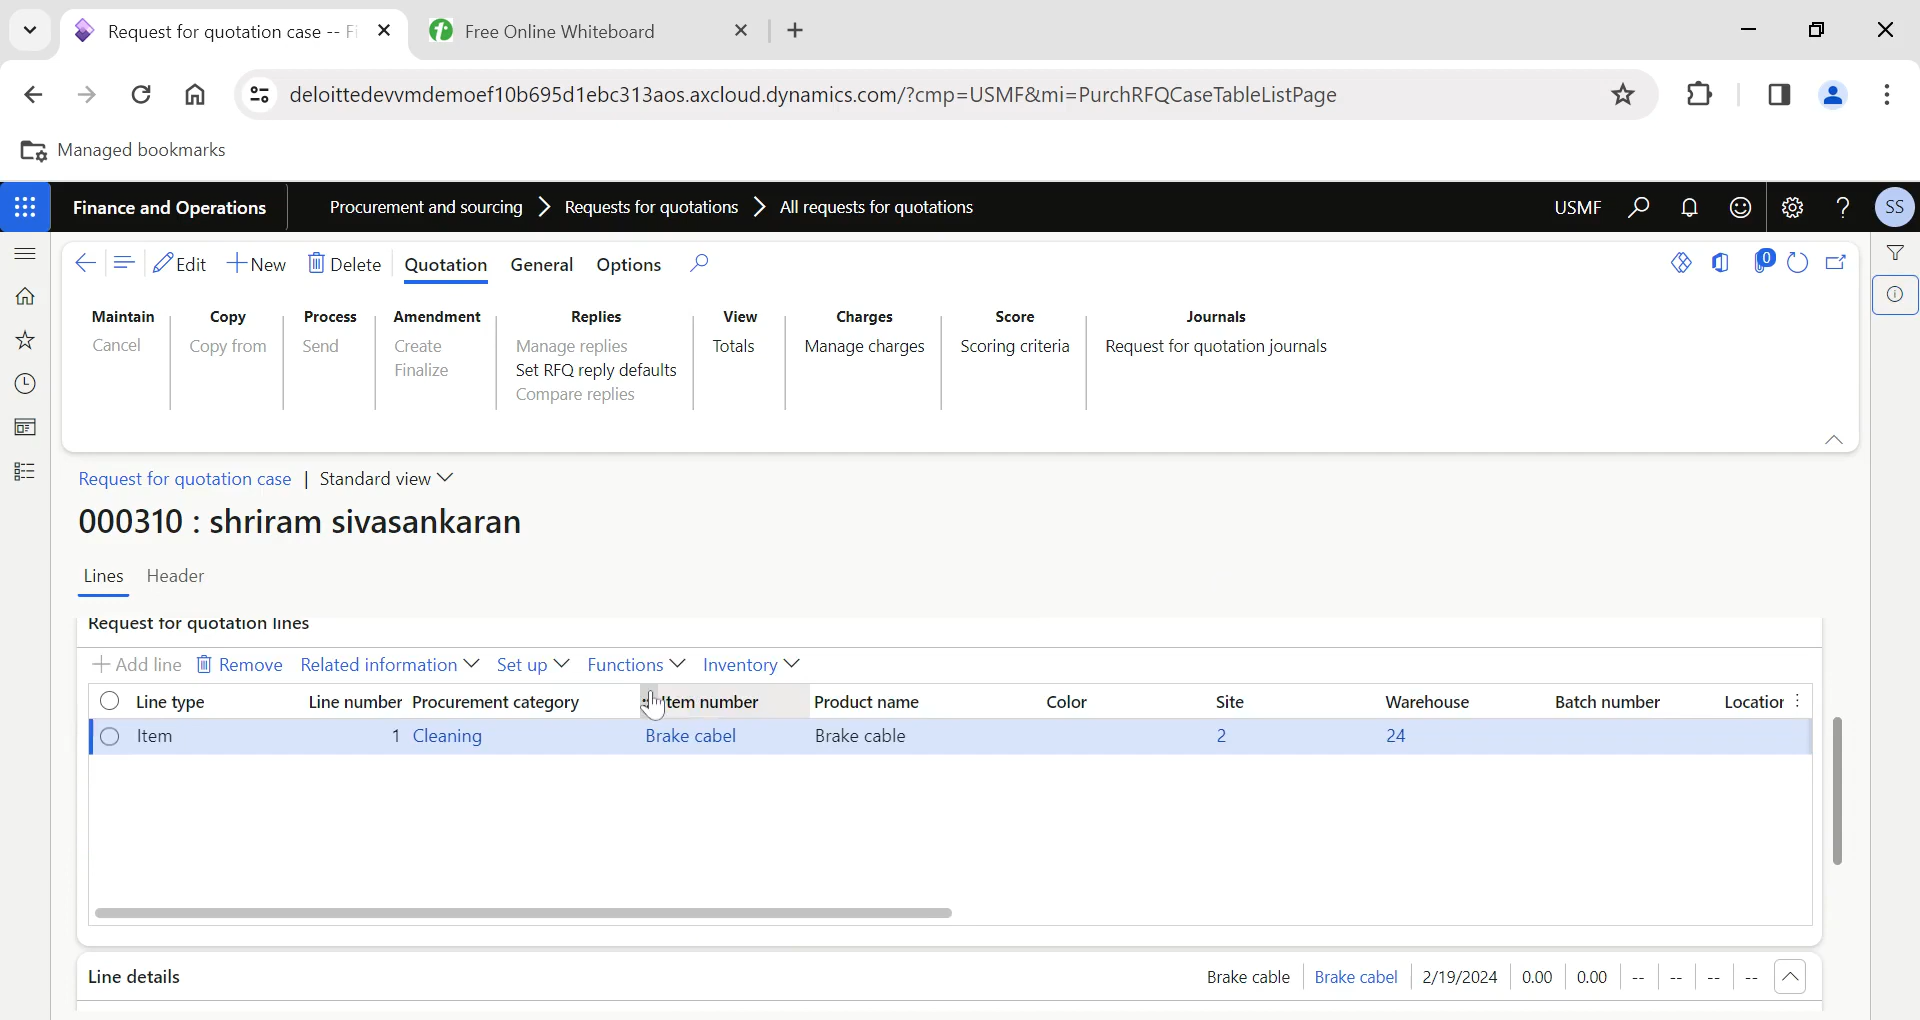 Request for quotation case -- Fi
Free Online Whiteboard
deloittedevvmdemoef10b695d1ebc313aos.axcloud.dynamics.com/?cmp=USMF&mi=PurchRFQCaseTableListPage
Managed bookmarks
Finance and Operations
Procurement and sourcing > Requests for quotations > All requests for quotations
USMF
? SS
Edit + New Delete Quotation General Options
0
Maintain Copy Process Amendment Replies View Charges Score Journals
Cancel Copy from Send Create Manage replies Totals Manage charges Scoring criteria Request for quotation journals
Finalize Set RFQ reply defaults
Compare replies
Request for quotation case | Standard view
000310 : shriram sivasankaran
Lines Header
Request for quotation lines
+ Add line Remove Related information Set up Functions Inventory
Line type Line number Procurement category Item number Product name Color Site Warehouse Batch number Location
Item 1 Cleaning Brake cabel Brake cable 2 24
Line details Brake cable Brake cabel 2/19/2024 0.00 0.00 -- -- -- --